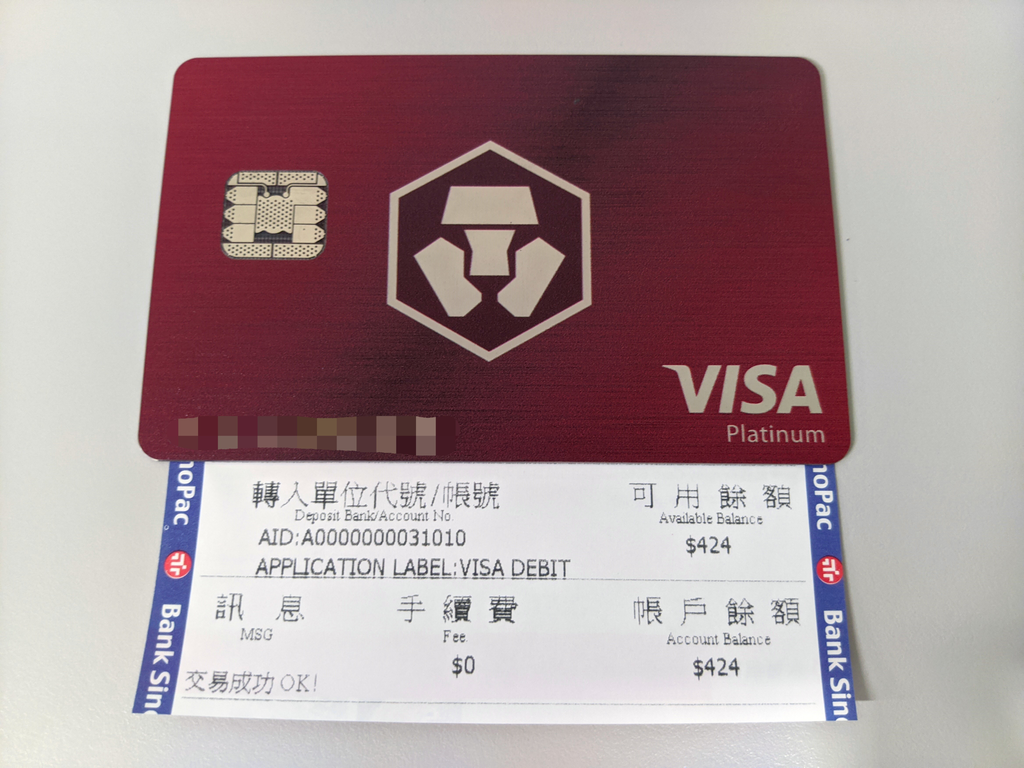 VISA
Platinum
noPac
轉入單位代號/帳號
Deposit Bank/Account No.
可用餘額
Available Balance
noPac
AID:A0000000031010
$424
APPLICATION LABEL:VISA DEBIT
訊息
MSG
手續費
Fee
帳戶餘額
Account Balance
Bank Sino
Bank Sino
$0
$424
交易成功 OK!